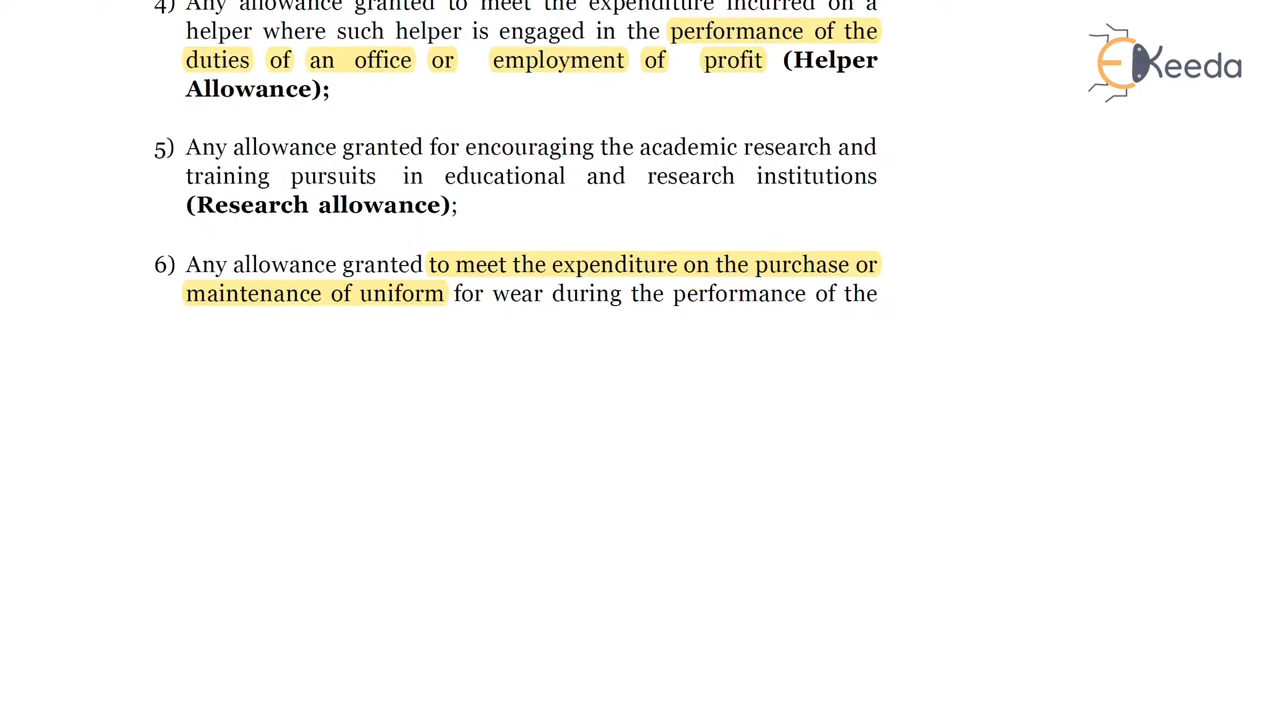 4) Any allowance granted to meet the expenditure incurred on a
helper where such helper is engaged in the performance of the
duties of an office or employment of profit (Helper
Allowance);
5) Any allowance granted for encouraging the academic research and
training pursuits in educational and research institutions
(Research allowance);
6) Any allowance granted to meet the expenditure on the purchase or
maintenance of uniform for wear during the performance of the
EKeeda